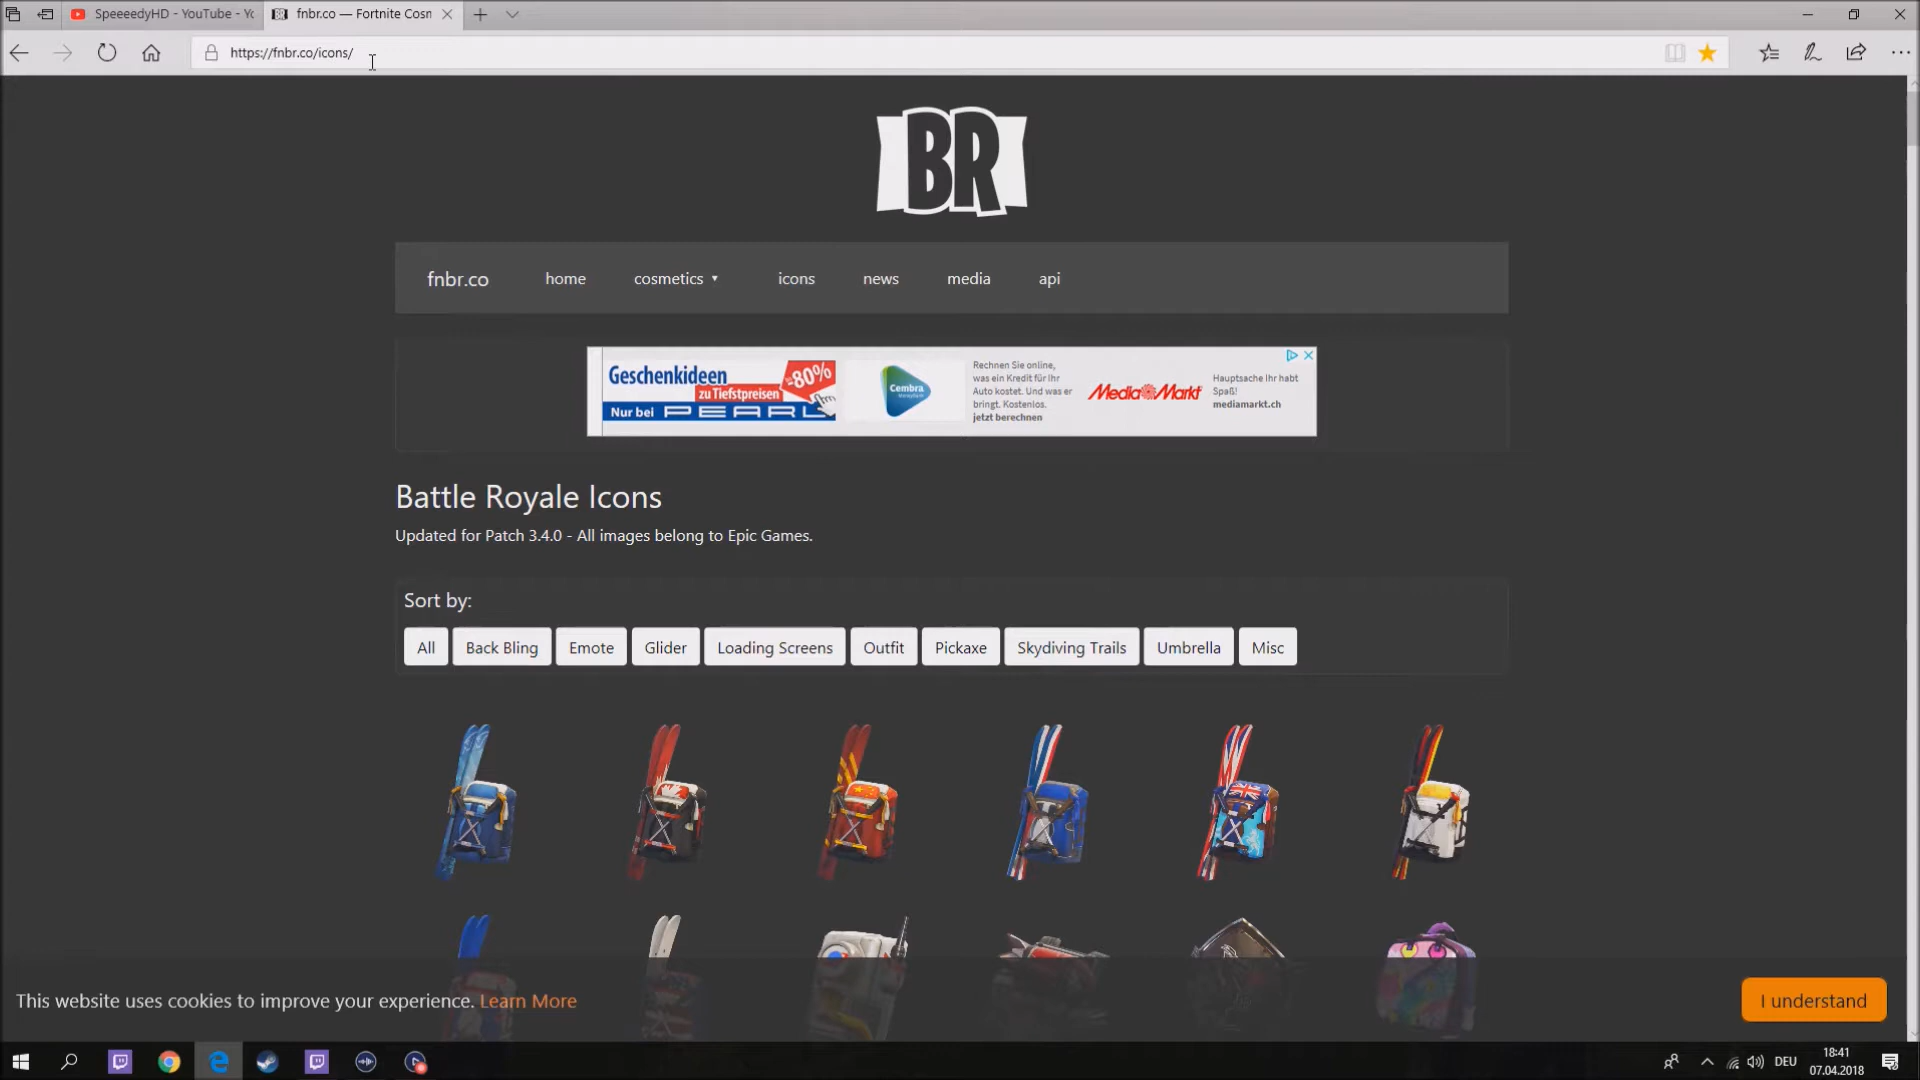 SpeeeedyHD - YouTube - Yo
fnbr.co — Fortnite Cosm
https://fnbr.co/icons/
BR
fnbr.co
home
cosmetics ▾
icons
news
media
api
Geschenkideen
zu Tiefstpreisen
-80%
Nur bei PEARL
Cembra
Rechnen Sie online,
was ein Kredit für Ihr
Auto kostet. Und was er
bringt. Kostenlos.
jetzt berechnen
Media Markt
Hauptsache Ihr habt
Spaß!
mediamarkt.ch
Battle Royale Icons
Updated for Patch 3.4.0 - All images belong to Epic Games.
Sort by:
All
Back Bling
Emote
Glider
Loading Screens
Outfit
Pickaxe
Skydiving Trails
Umbrella
Misc
This website uses cookies to improve your experience. Learn More
I understand
DEU
18:41
07.04.2018